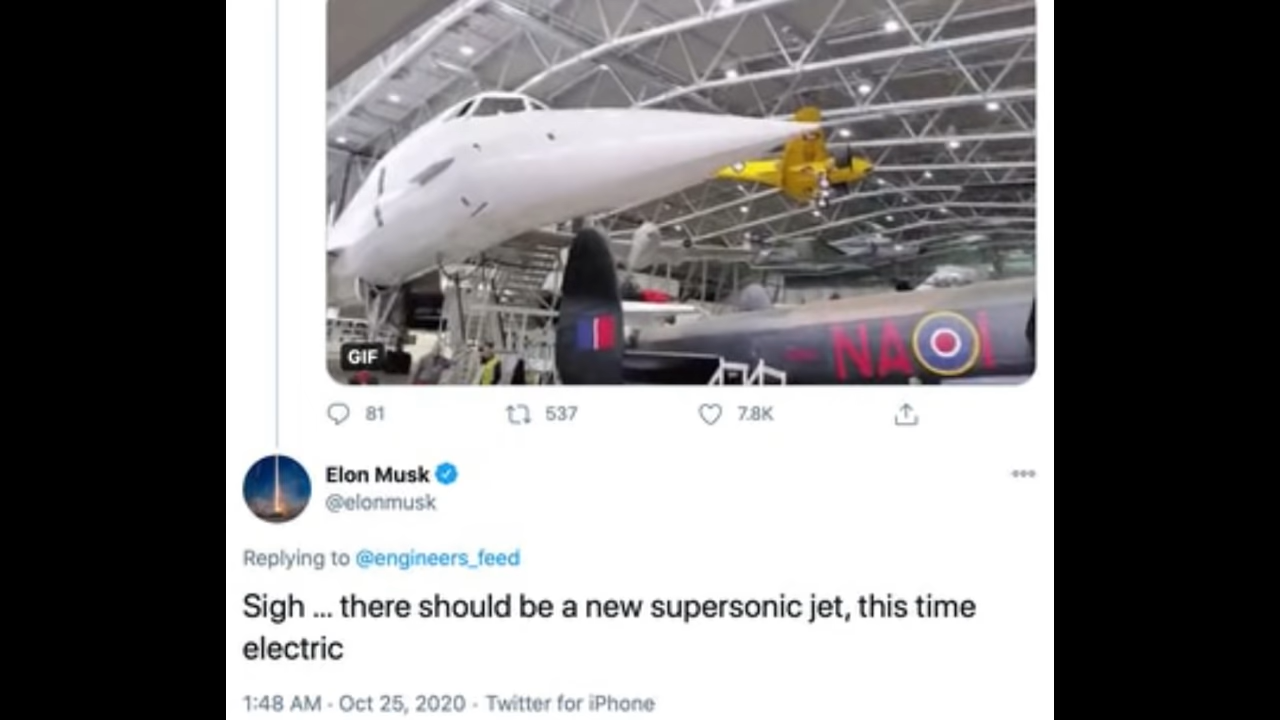 NA I
GIF
81 537 7.8K
Elon Musk
@elonmusk
Replying to @engineers_feed
Sigh ... there should be a new supersonic jet, this time
electric
1:48 AM · Oct 25, 2020 · Twitter for iPhone